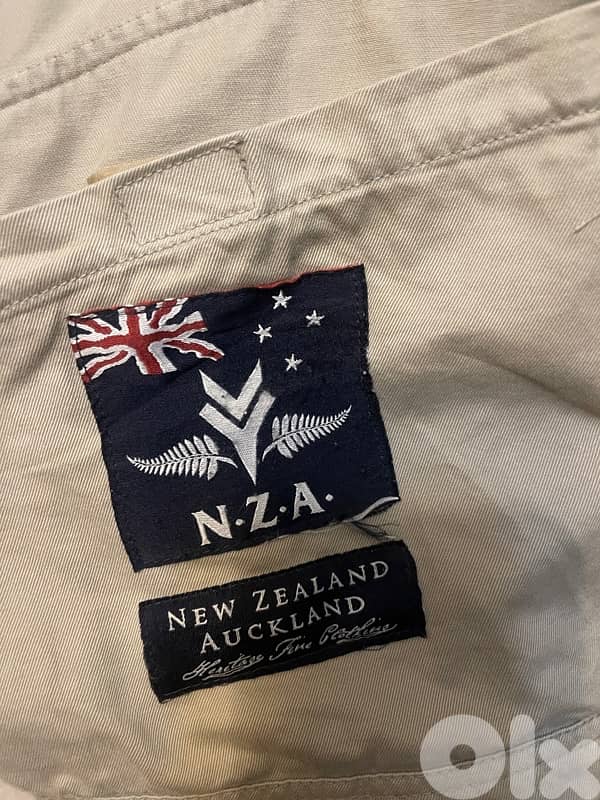 N·Z·A·
NEW ZEALAND
AUCKLAND
Heritage Fine Clothing
Olx